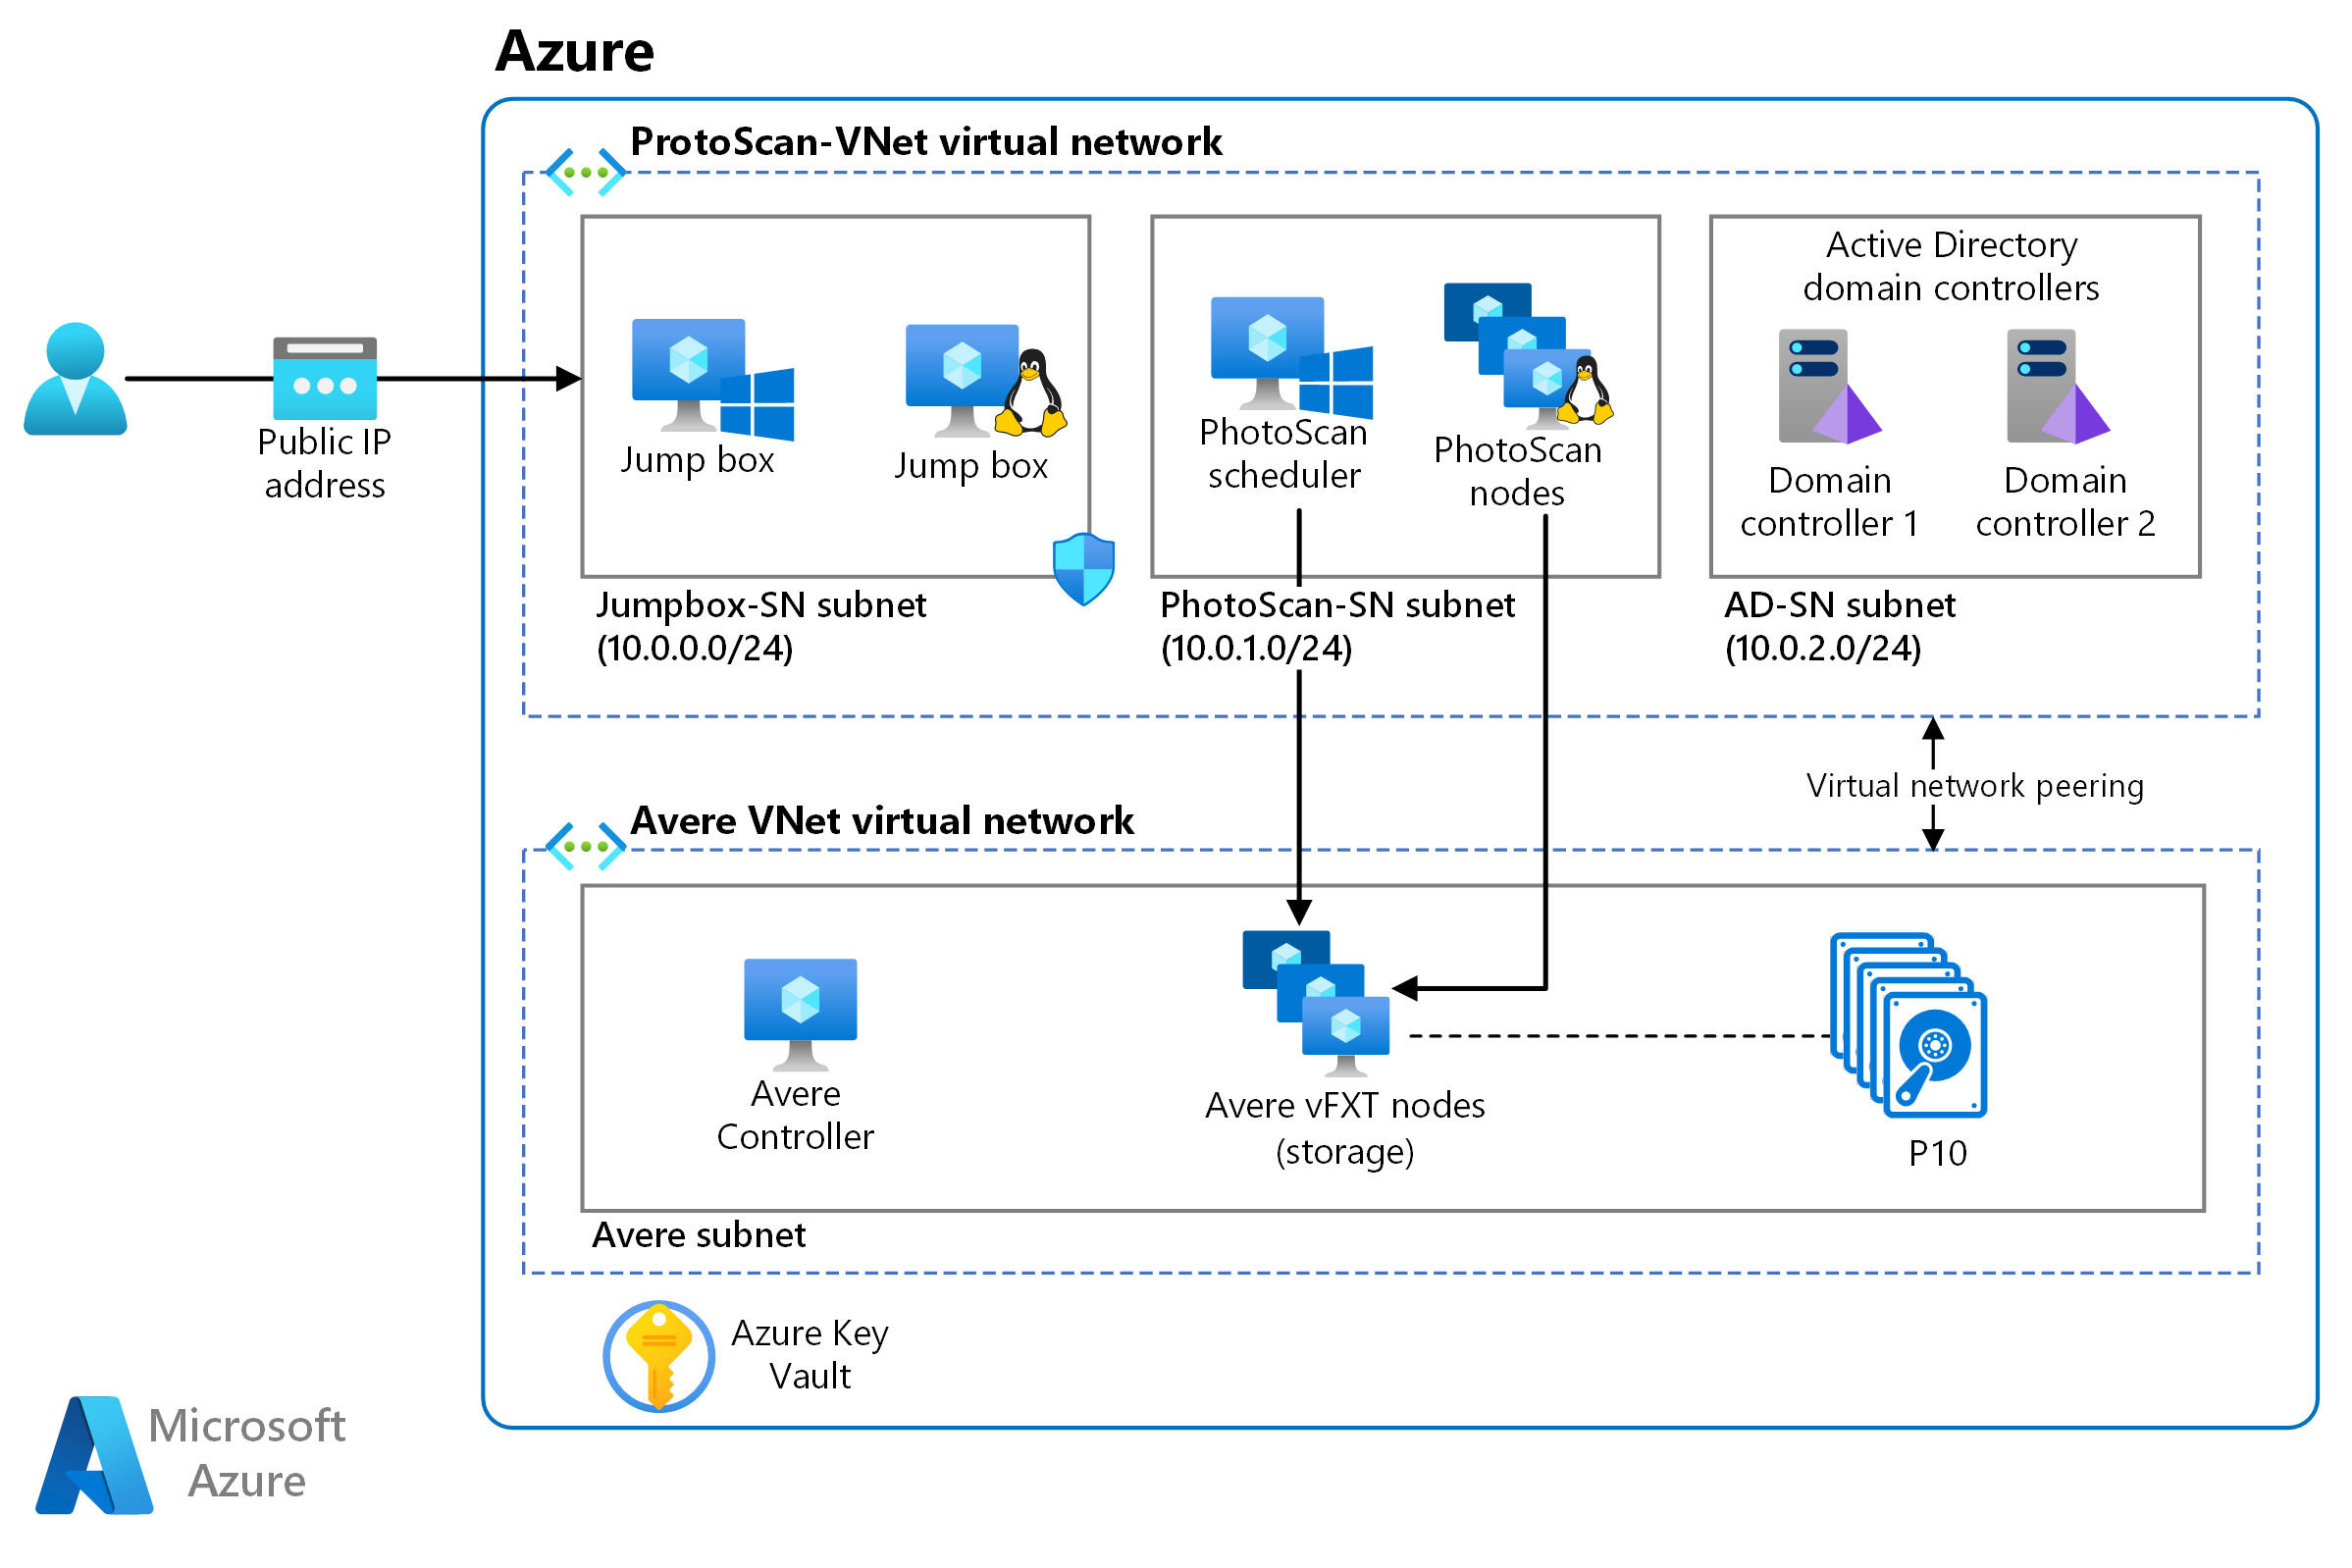 Azure
ProtoScan-VNet virtual network
Public IP
address
Jump box
Jump box
Jumpbox-SN subnet
(10.0.0.0/24)
PhotoScan
scheduler
PhotoScan
nodes
PhotoScan-SN subnet
(10.0.1.0/24)
Active Directory
domain controllers
Domain
controller 1
Domain
controller 2
AD-SN subnet
(10.0.2.0/24)
Virtual network peering
Avere VNet virtual network
Avere
Controller
Avere vFXT nodes
(storage)
P10
Avere subnet
Azure Key
Vault
Microsoft
Azure